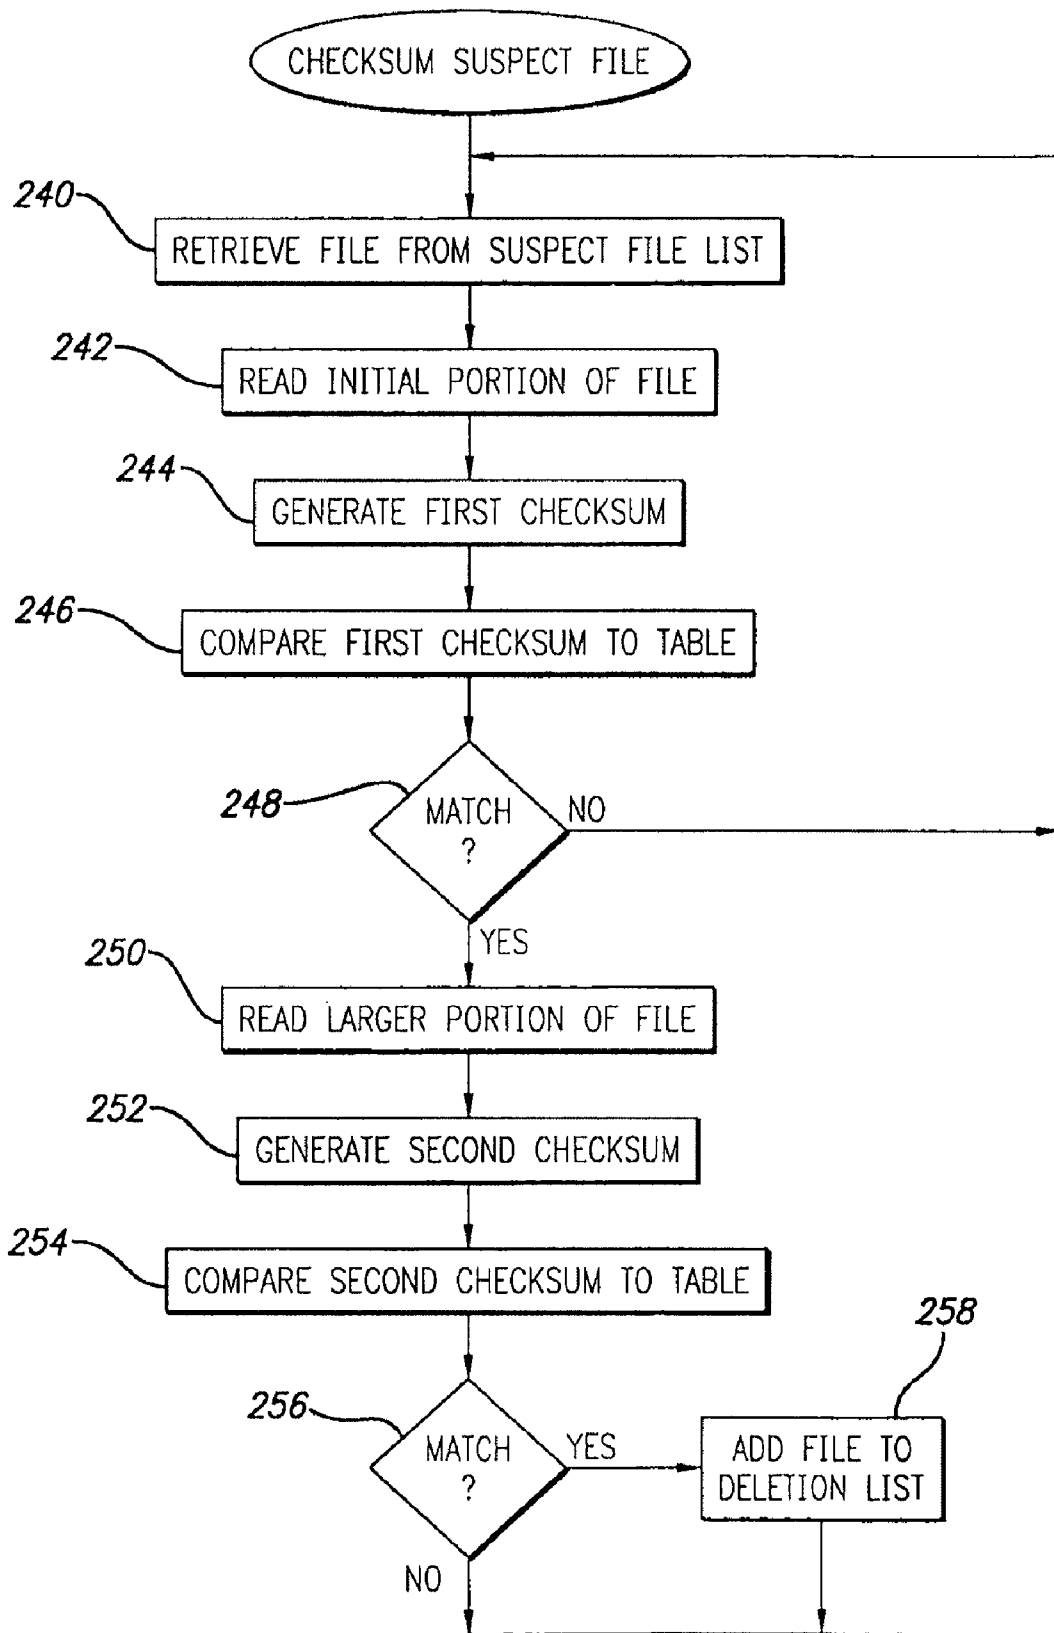 CHECKSUM SUSPECT FILE
240
RETRIEVE FILE FROM SUSPECT FILE LIST
242
READ INITIAL PORTION OF FILE
244
GENERATE FIRST CHECKSUM
246
COMPARE FIRST CHECKSUM TO TABLE
248
MATCH
?
NO
YES
250
READ LARGER PORTION OF FILE
252
GENERATE SECOND CHECKSUM
254
COMPARE SECOND CHECKSUM TO TABLE
256
MATCH
?
YES
NO
258
ADD FILE TO
DELETION LIST